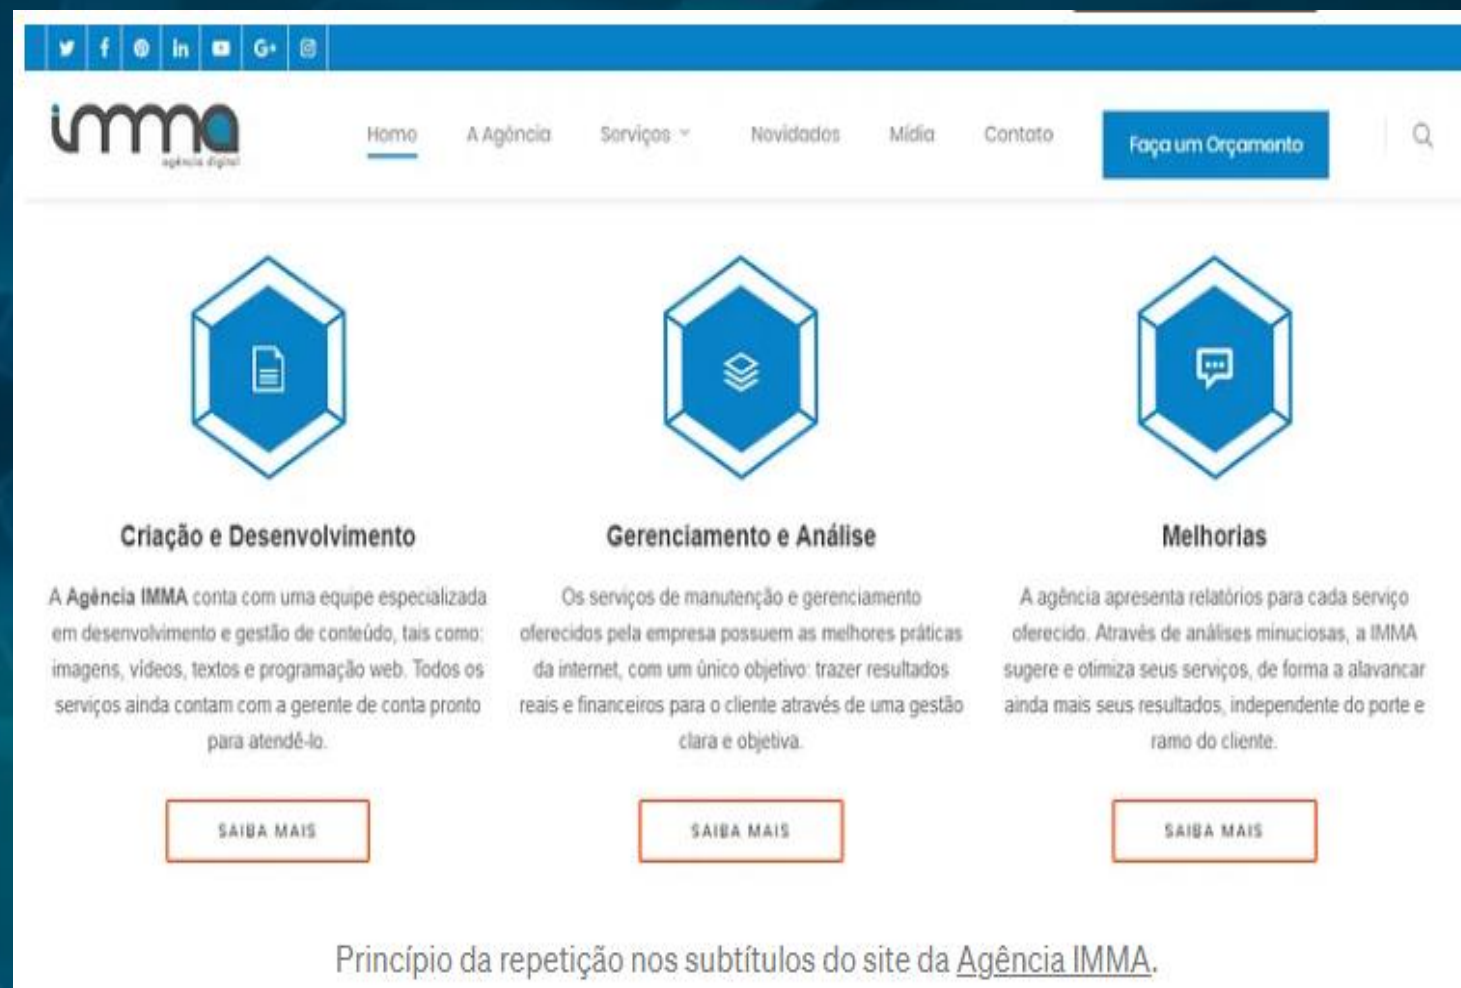 imma
agência digital
Home A Agência Serviços Novidades Mídia Contato Faça um Orçamento
Criação e Desenvolvimento
A Agência IMMA conta com uma equipe especializada
em desenvolvimento e gestão de conteúdo, tais como:
imagens, vídeos, textos e programação web. Todos os
serviços ainda contam com a gerente de conta pronto
para atendê-lo.
SAIBA MAIS
Gerenciamento e Análise
Os serviços de manutenção e gerenciamento
oferecidos pela empresa possuem as melhores práticas
da internet, com um único objetivo: trazer resultados
reais e financeiros para o cliente através de uma gestão
clara e objetiva.
SAIBA MAIS
Melhorias
A agência apresenta relatórios para cada serviço
oferecido. Através de análises minuciosas, a IMMA
sugere e otimiza seus serviços, de forma a alavancar
ainda mais seus resultados, independente do porte e
ramo do cliente.
SAIBA MAIS
Princípio da repetição nos subtítulos do site da Agência IMMA.